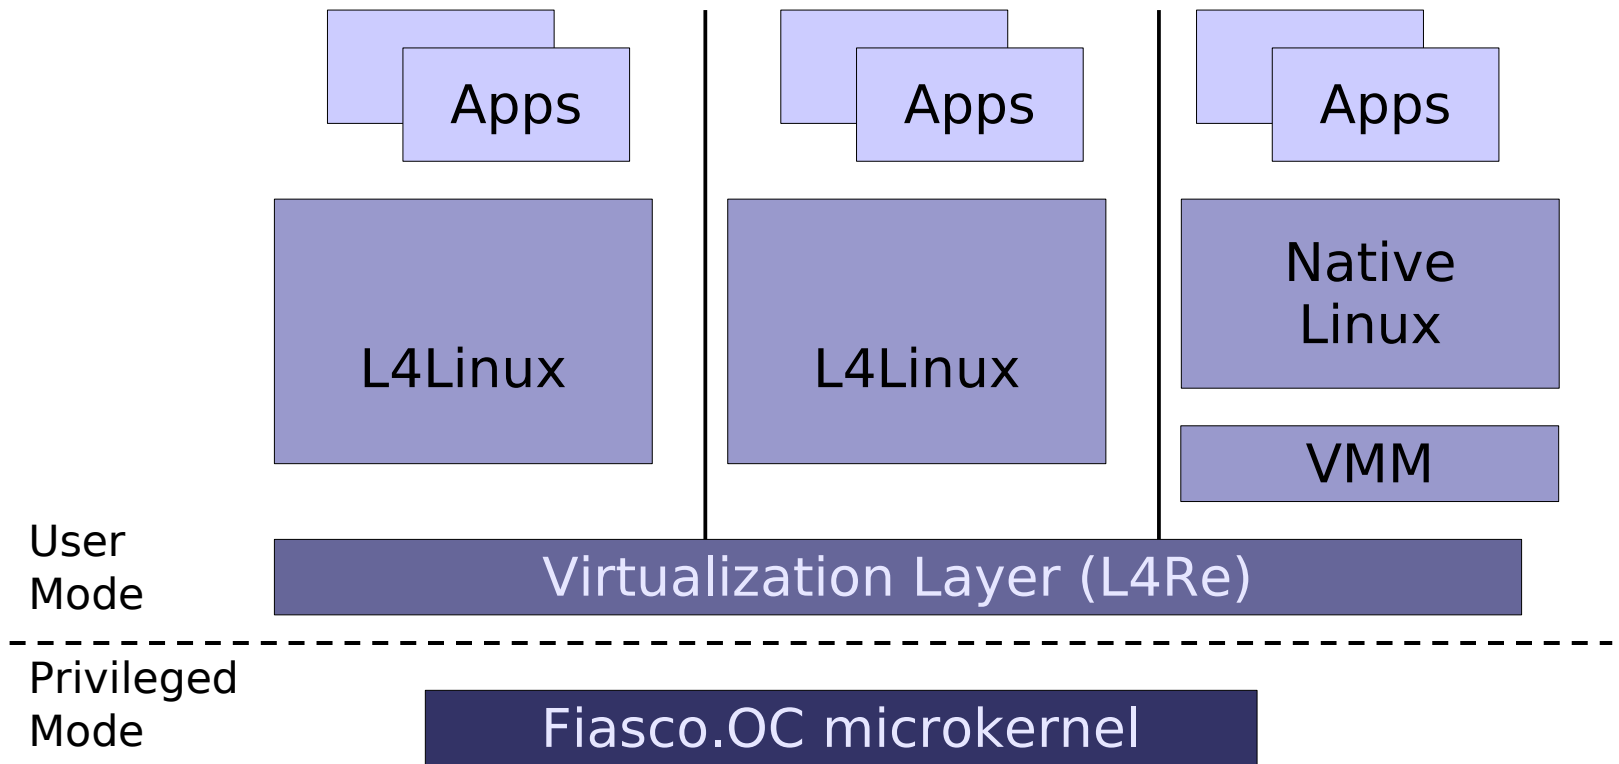 Apps
Apps
Apps
Native
Linux
L4Linux
L4Linux
VMM
User
Mode
Virtualization Layer (L4Re)
Privileged
Mode
Fiasco.OC microkernel